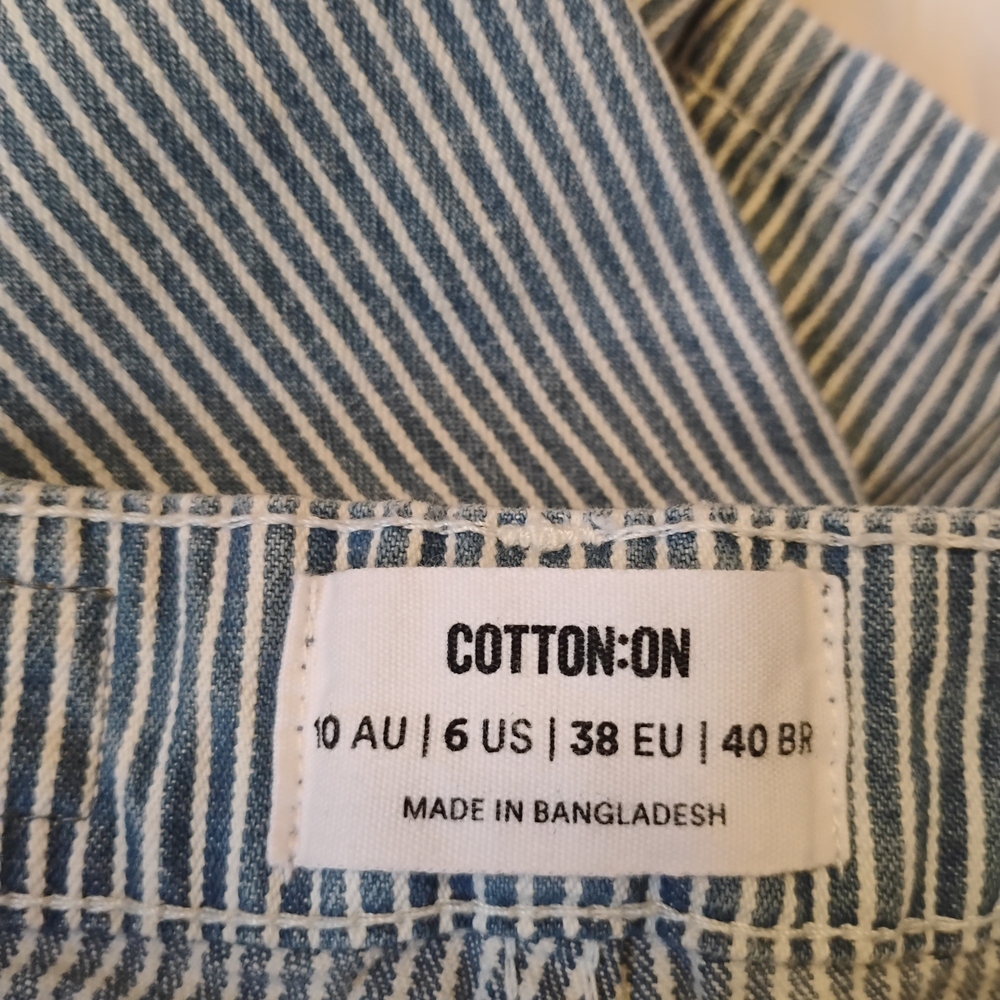 COTTON:ON
10 AU | 6 US | 38 EU | 40 BR
MADE IN BANGLADESH